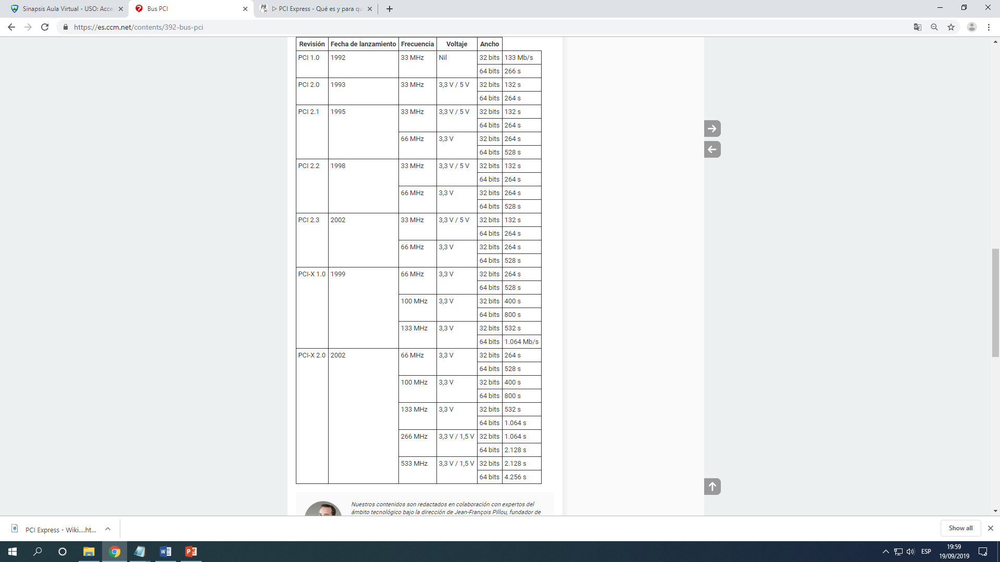 Sinapsis Aula Virtual - USO: Acce
Bus PCI
▷ PCI Express - Qué es y para qu
https://es.ccm.net/contents/392-bus-pci
Revisión Fecha de lanzamiento Frecuencia Voltaje Ancho
PCI 1.0 1992 33 MHz Nil 32 bits 133 Mb/s
64 bits 266 s
PCI 2.0 1993 33 MHz 3,3 V / 5 V 32 bits 132 s
64 bits 264 s
PCI 2.1 1995 33 MHz 3,3 V / 5 V 32 bits 132 s
64 bits 264 s
66 MHz 3,3 V 32 bits 264 s
64 bits 528 s
PCI 2.2 1998 33 MHz 3,3 V / 5 V 32 bits 132 s
64 bits 264 s
66 MHz 3,3 V 32 bits 264 s
64 bits 528 s
PCI 2.3 2002 33 MHz 3,3 V / 5 V 32 bits 132 s
64 bits 264 s
66 MHz 3,3 V 32 bits 264 s
64 bits 528 s
PCI-X 1.0 1999 66 MHz 3,3 V 32 bits 264 s
64 bits 528 s
100 MHz 3,3 V 32 bits 400 s
64 bits 800 s
133 MHz 3,3 V 32 bits 532 s
64 bits 1.064 Mb/s
PCI-X 2.0 2002 66 MHz 3,3 V 32 bits 264 s
64 bits 528 s
100 MHz 3,3 V 32 bits 400 s
64 bits 800 s
133 MHz 3,3 V 32 bits 532 s
64 bits 1.064 s
266 MHz 3,3 V / 1,5 V 32 bits 1.064 s
64 bits 2.128 s
533 MHz 3,3 V / 1,5 V 32 bits 2.128 s
64 bits 4.256 s
Nuestros contenidos son redactados en colaboración con expertos del
ámbito tecnológico bajo la dirección de Jean-François Pillou, fundador de
PCI Express - Wiki....ht...
Show all
ESP
19:59
19/09/2019